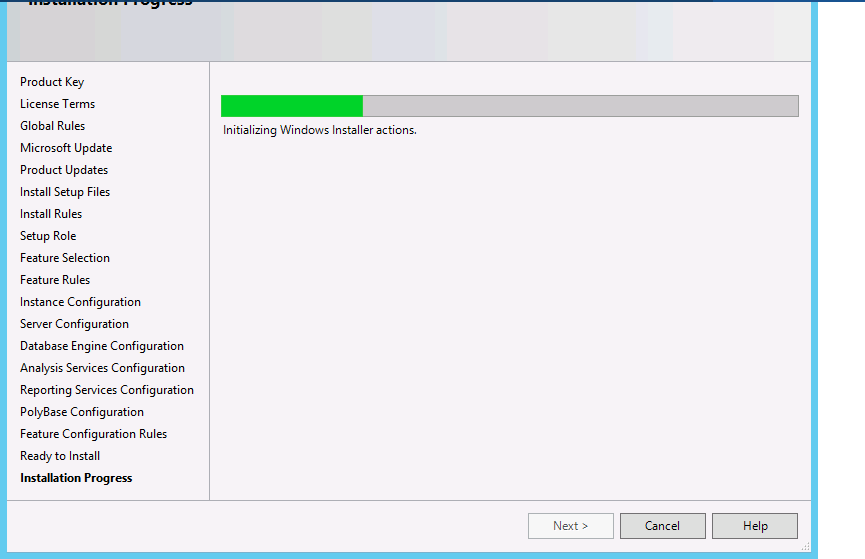 Installation Progress
Product Key
License Terms
Global Rules
Microsoft Update
Product Updates
Install Setup Files
Install Rules
Setup Role
Feature Selection
Feature Rules
Instance Configuration
Server Configuration
Database Engine Configuration
Analysis Services Configuration
Reporting Services Configuration
PolyBase Configuration
Feature Configuration Rules
Ready to Install
Installation Progress
Initializing Windows Installer actions.
Next >
Cancel
Help